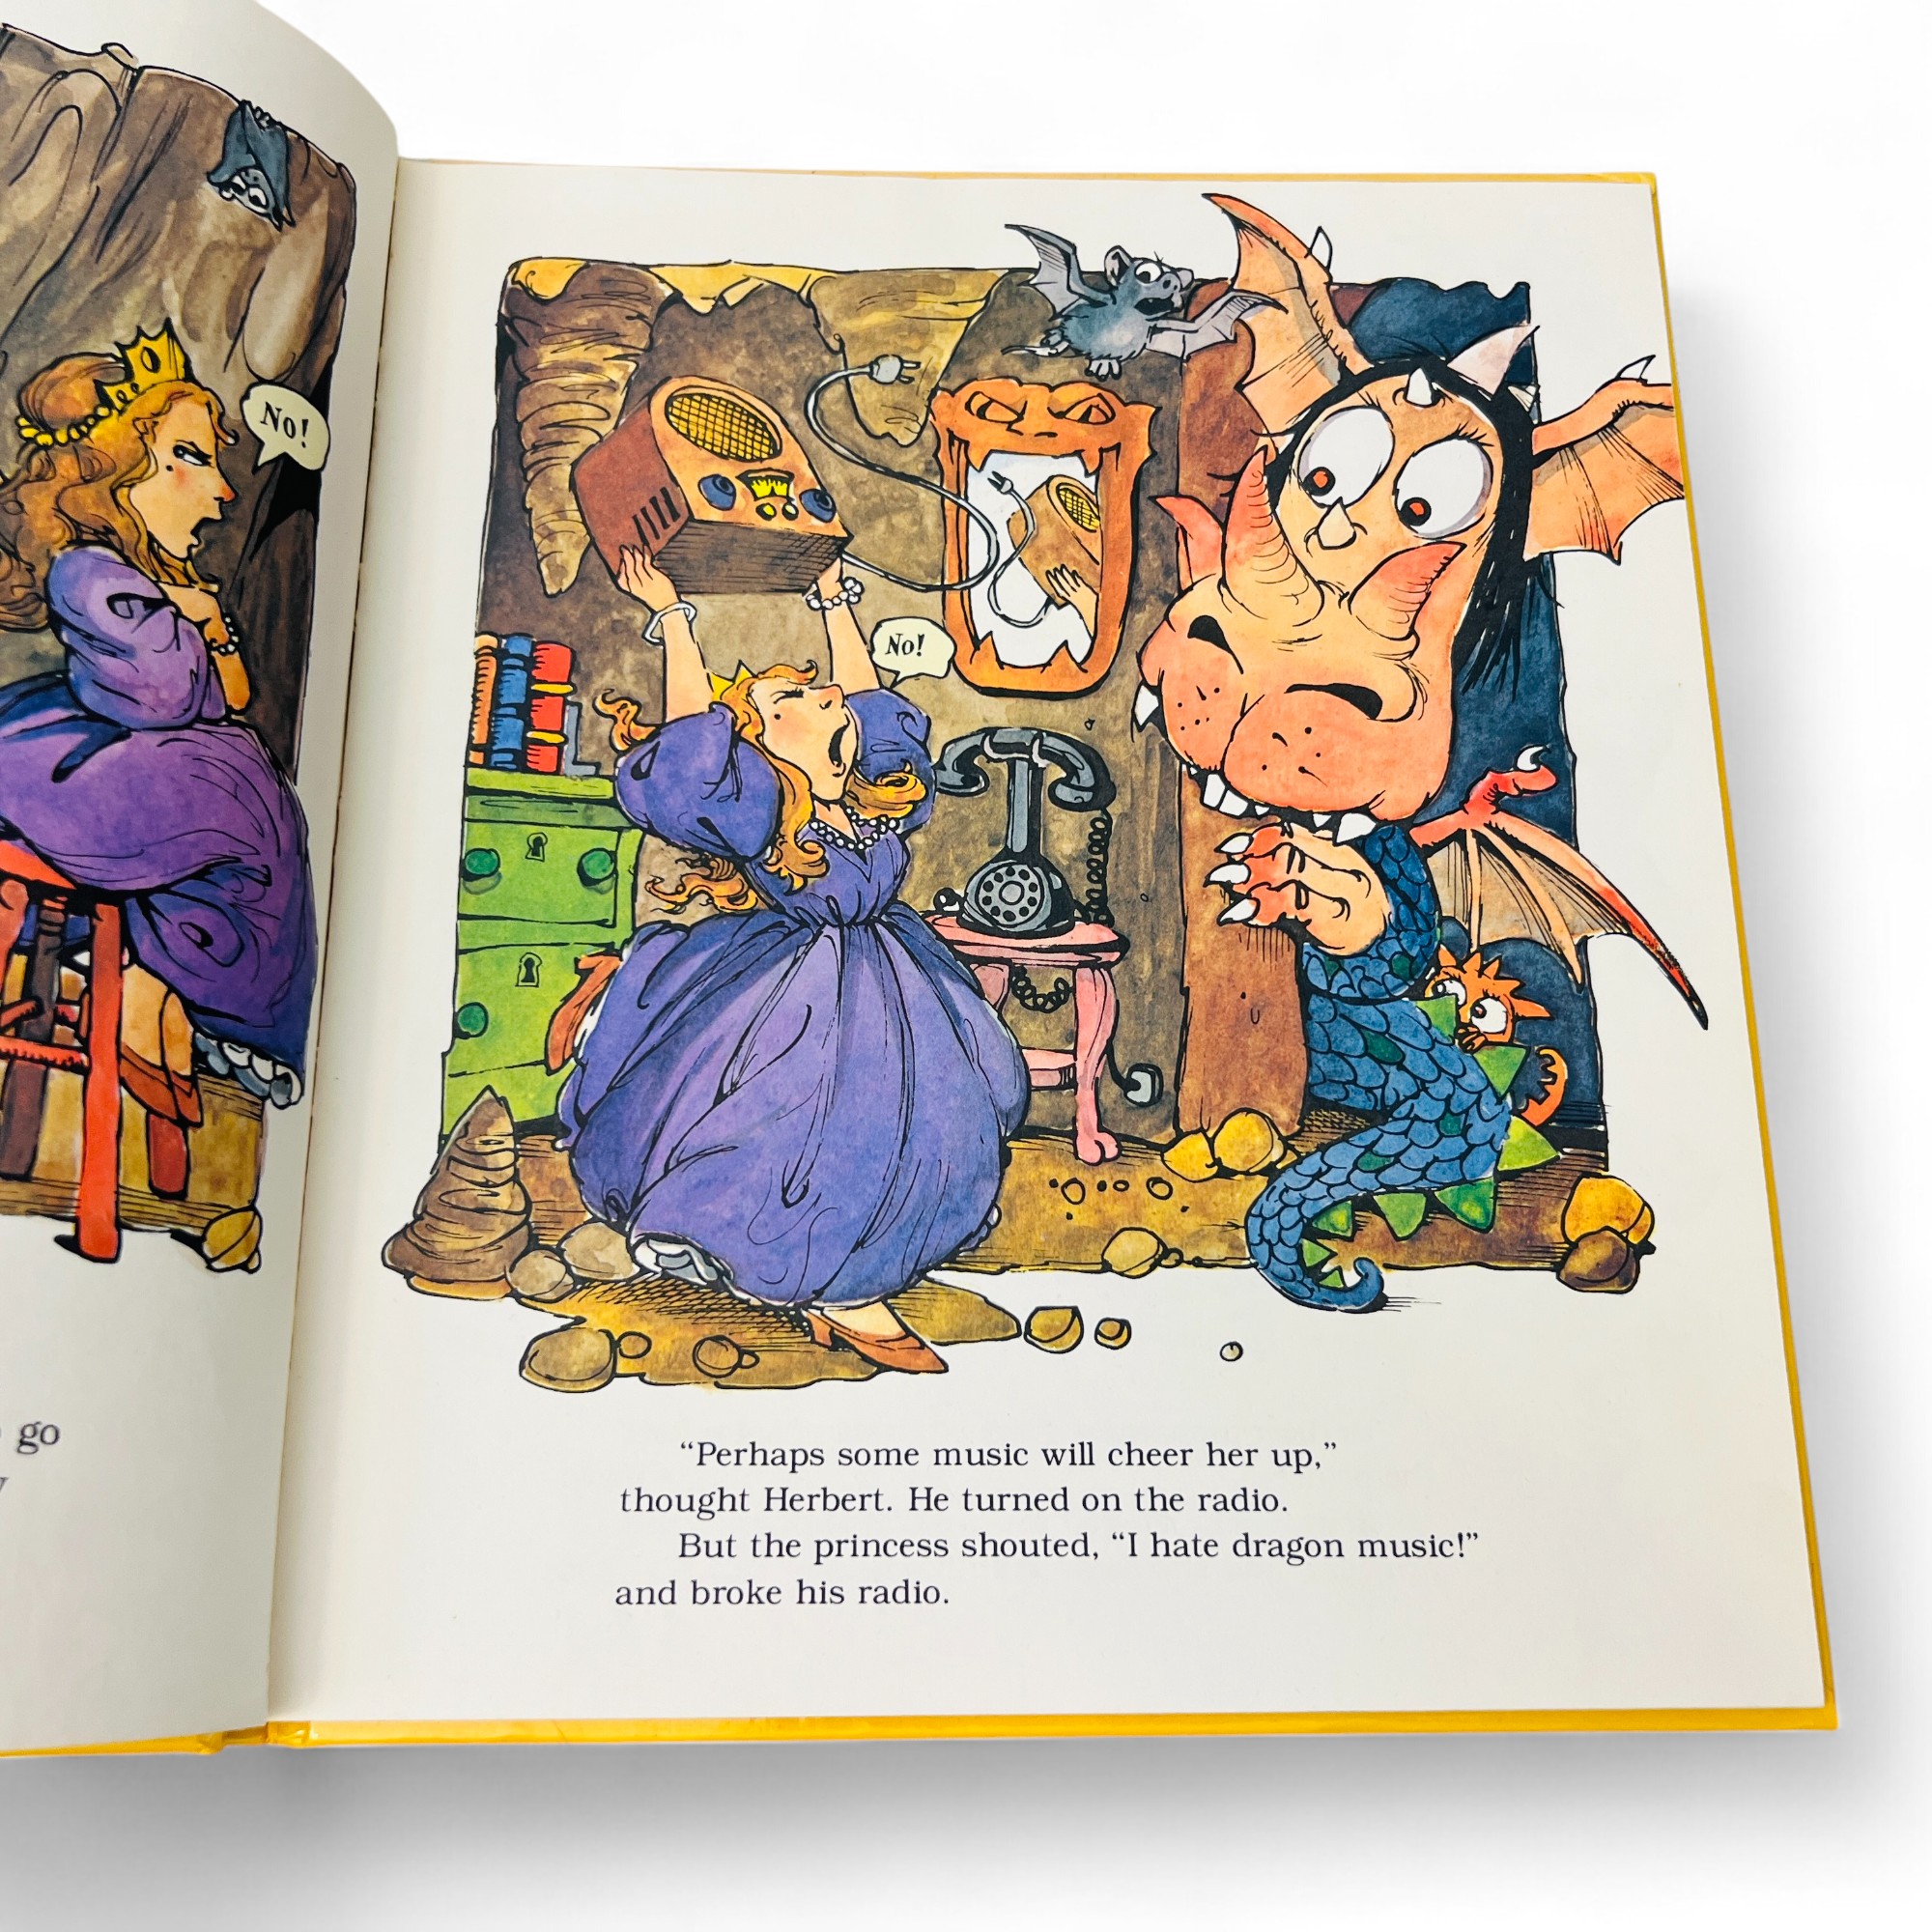 No!
go
No!
“Perhaps some music will cheer her up,”
thought Herbert. He turned on the radio.
But the princess shouted, “I hate dragon music!”
and broke his radio.